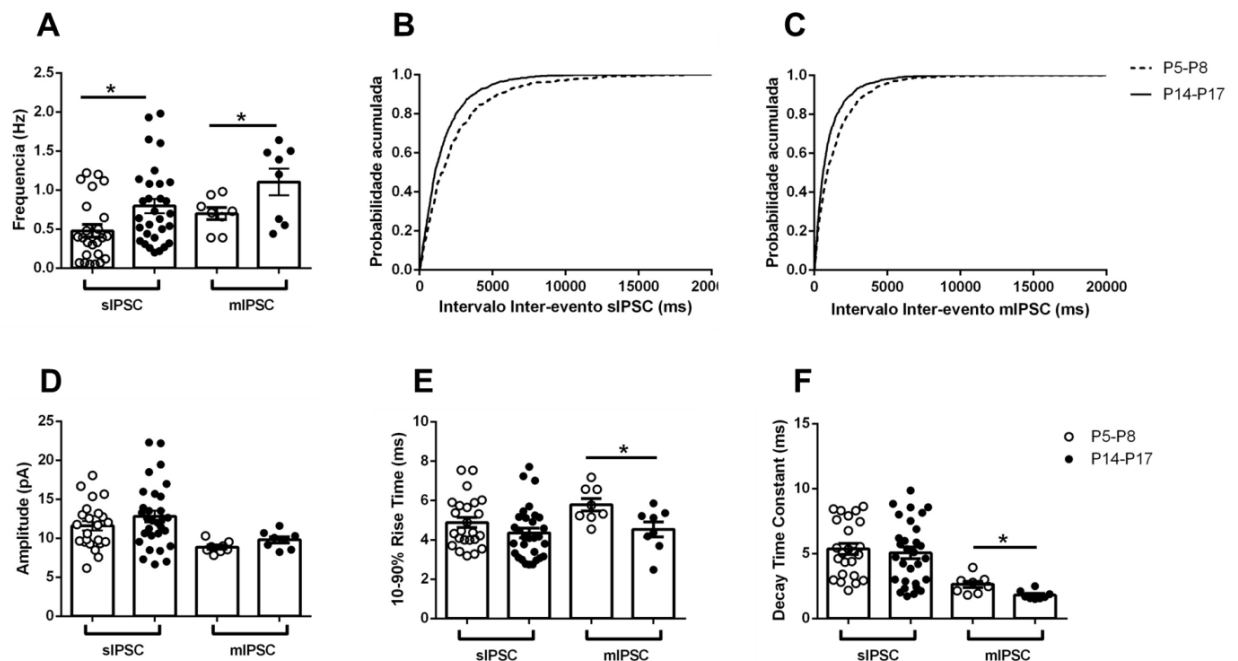 A
Frequencia (Hz)
2.5
2.0
1.5
1.0
0.5
0.0
*
*
sIPSC
mIPSC
B
Probabilidade acumulada
1.0
0.8
0.6
0.4
0.2
0.0
0
5000
10000
15000
2000
Intervalo Inter-evento sIPSC (ms)
C
Probabilidade acumulada
1.0
0.8
0.6
0.4
0.2
0.0
0
5000
10000
15000
20000
Intervalo Inter-evento mIPSC (ms)
P5-P8
P14-P17
D
Amplitude (pA)
25
20
15
10
5
0
sIPSC
mIPSC
E
10-90% Rise Time (ms)
10
8
6
4
2
0
*
sIPSC
mIPSC
F
Decay Time Constant (ms)
15
10
5
0
*
sIPSC
mIPSC
P5-P8
P14-P17